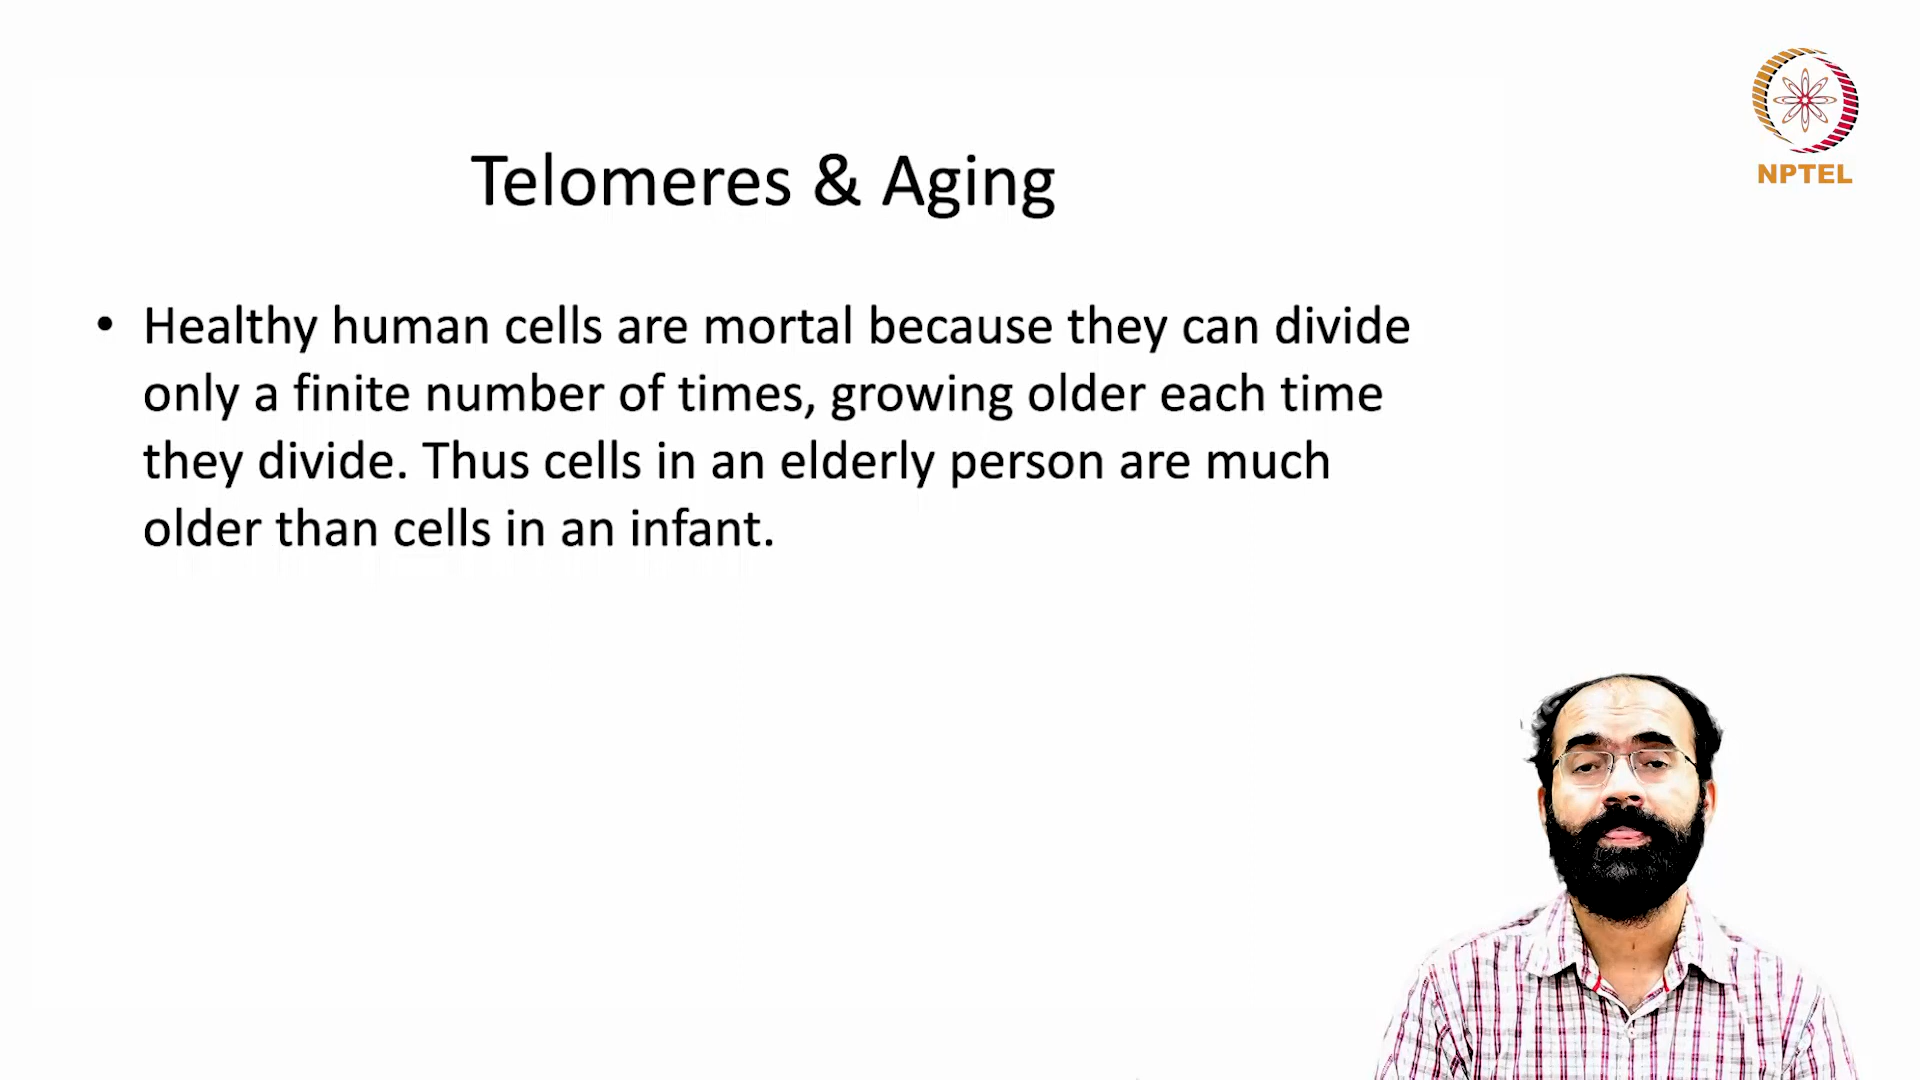 NPTEL
Telomeres & Aging
• Healthy human cells are mortal because they can divide
only a finite number of times, growing older each time
they divide. Thus cells in an elderly person are much
older than cells in an infant.